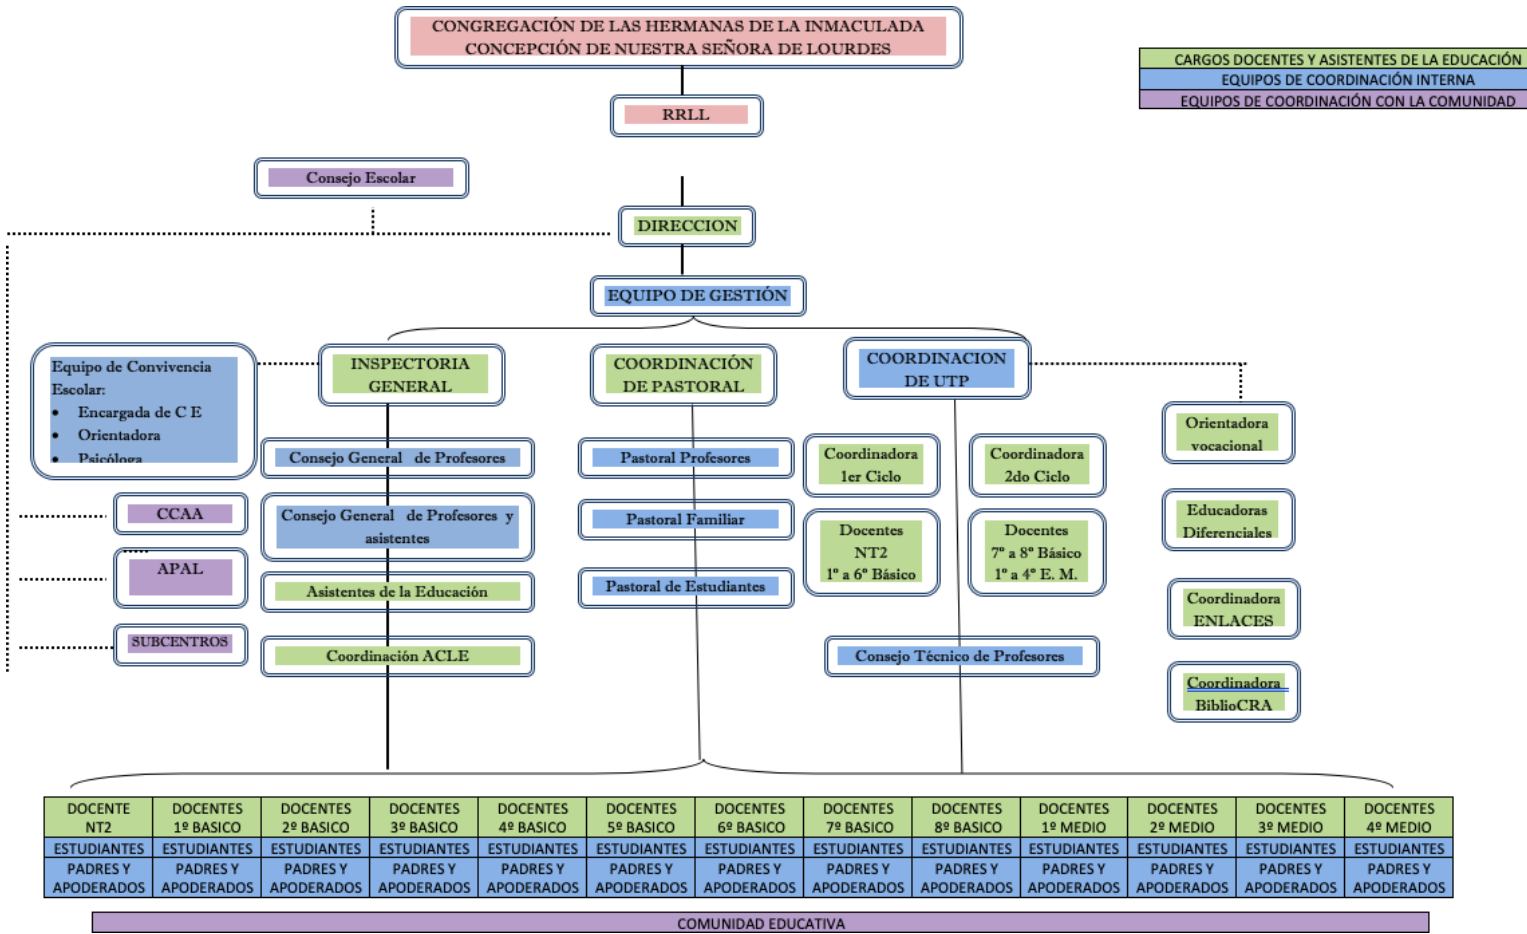 CONGREGACIÓN DE LAS HERMANAS DE LA INMACULADA
CONCEPCIÓN DE NUESTRA SEÑORA DE LOURDES
CARGOS DOCENTES Y ASISTENTES DE LA EDUCACIÓN
EQUIPOS DE COORDINACIÓN INTERNA
EQUIPOS DE COORDINACIÓN CON LA COMUNIDAD
RRLL
Consejo Escolar
DIRECCION
EQUIPO DE GESTIÓN
Equipo de Convivencia
Escolar:
• Encargada de C E
• Orientadora
• Psicóloga
INSPECTORIA
GENERAL
COORDINACIÓN
DE PASTORAL
COORDINACION
DE UTP
Orientadora
vocacional
Consejo General de Profesores
Pastoral Profesores
Coordinadora
1er Ciclo
Coordinadora
2do Ciclo
CCAA
Consejo General de Profesores y
asistentes
Pastoral Familiar
Docentes
NT2
1º a 6º Básico
Docentes
7º a 8º Básico
1º a 4º E. M.
Educadoras
Diferenciales
APAL
Asistentes de la Educación
Pastoral de Estudiantes
Coordinadora
ENLACES
SUBCENTROS
Coordinación ACLE
Consejo Técnico de Profesores
Coordinadora
BiblioCRA
DOCENTE DOCENTES DOCENTES DOCENTES DOCENTES DOCENTES DOCENTES DOCENTES DOCENTES DOCENTES DOCENTES DOCENTES DOCENTES
NT2 1º BASICO 2º BASICO 3º BASICO 4º BASICO 5º BASICO 6º BASICO 7º BASICO 8º BASICO 1º MEDIO 2º MEDIO 3º MEDIO 4º MEDIO
ESTUDIANTES ESTUDIANTES ESTUDIANTES ESTUDIANTES ESTUDIANTES ESTUDIANTES ESTUDIANTES ESTUDIANTES ESTUDIANTES ESTUDIANTES ESTUDIANTES ESTUDIANTES ESTUDIANTES
PADRES Y PADRES Y PADRES Y PADRES Y PADRES Y PADRES Y PADRES Y PADRES Y PADRES Y PADRES Y PADRES Y PADRES Y PADRES Y
APODERADOS APODERADOS APODERADOS APODERADOS APODERADOS APODERADOS APODERADOS APODERADOS APODERADOS APODERADOS APODERADOS APODERADOS APODERADOS
COMUNIDAD EDUCATIVA